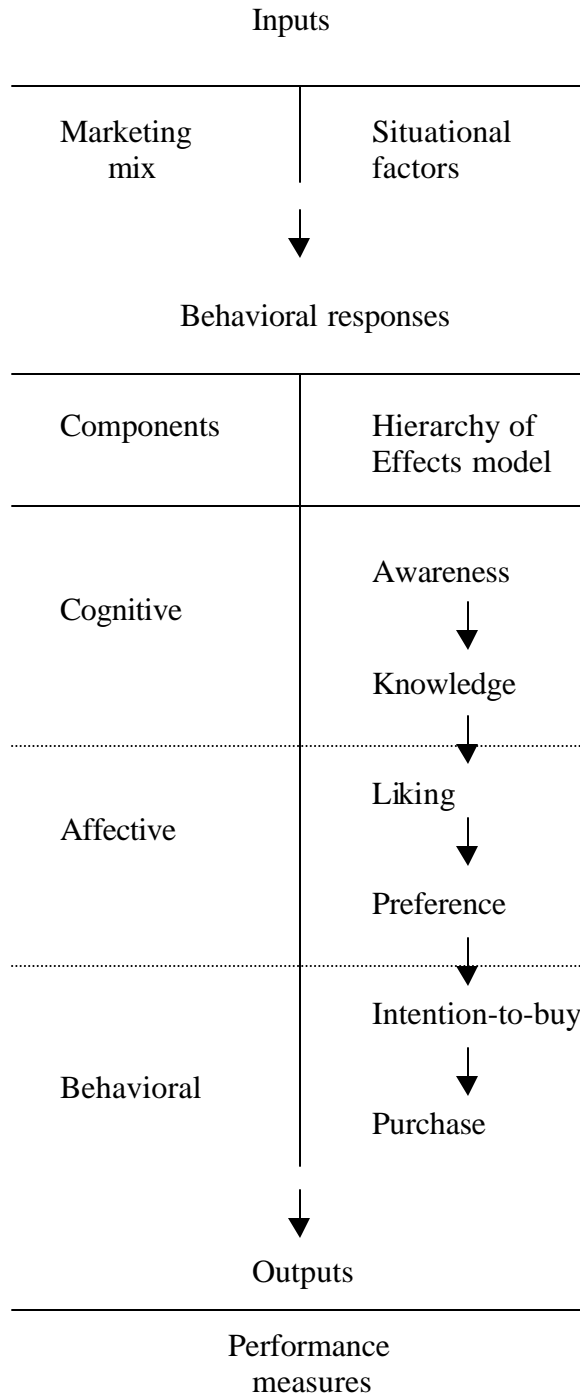 Inputs
Marketing
mix
Situational
factors
Behavioral responses
Components
Hierarchy of
Effects model
Cognitive
Awareness
Knowledge
Affective
Liking
Preference
Behavioral
Intention-to-buy
Purchase
Outputs
Performance
measures